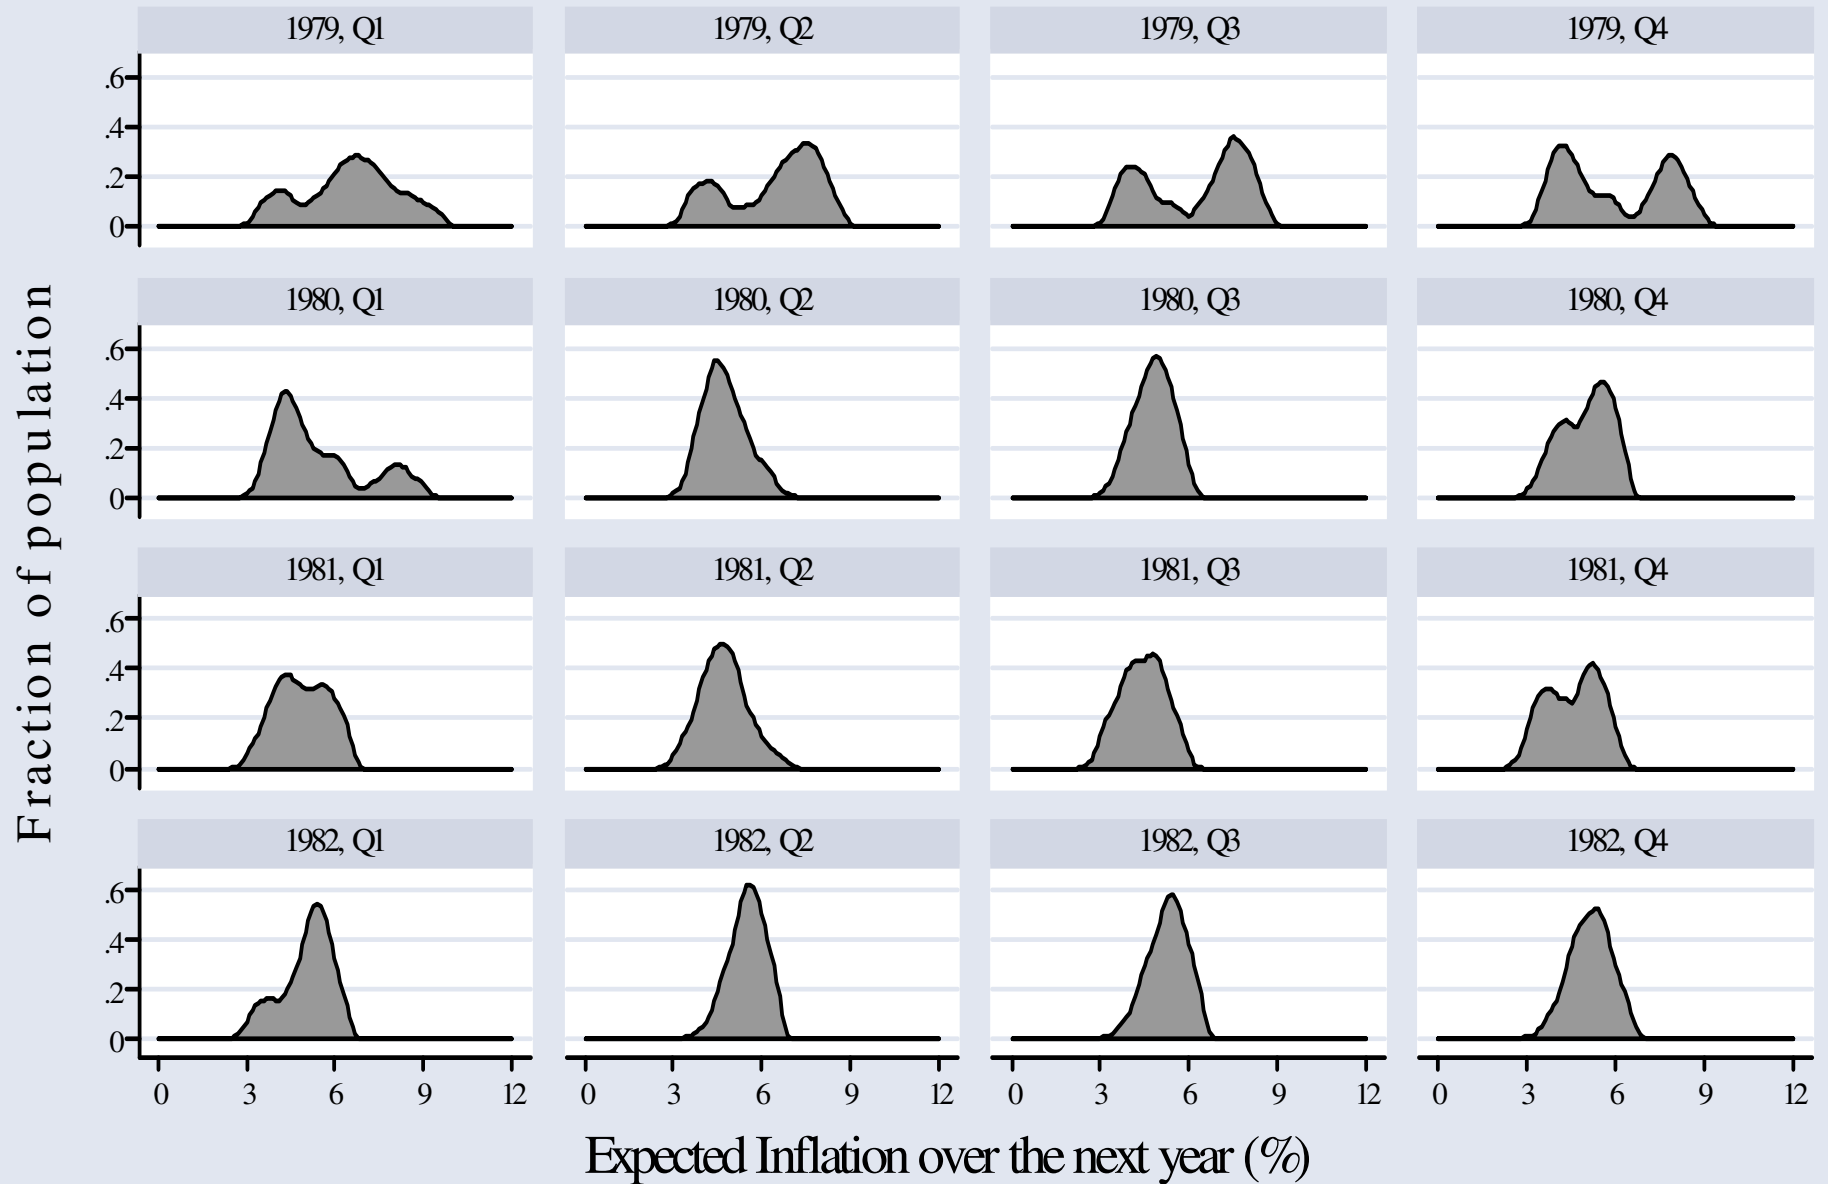 1979, Q1 1979, Q2 1979, Q3 1979, Q4
.6
.4
.2
0
1980, Q1 1980, Q2 1980, Q3 1980, Q4
.6
.4
.2
0
1981, Q1 1981, Q2 1981, Q3 1981, Q4
.6
.4
.2
0
1982, Q1 1982, Q2 1982, Q3 1982, Q4
.6
.4
.2
0
0 3 6 9 12 0 3 6 9 12 0 3 6 9 12 0 3 6 9 12
Fraction of population
Expected Inflation over the next year (%)